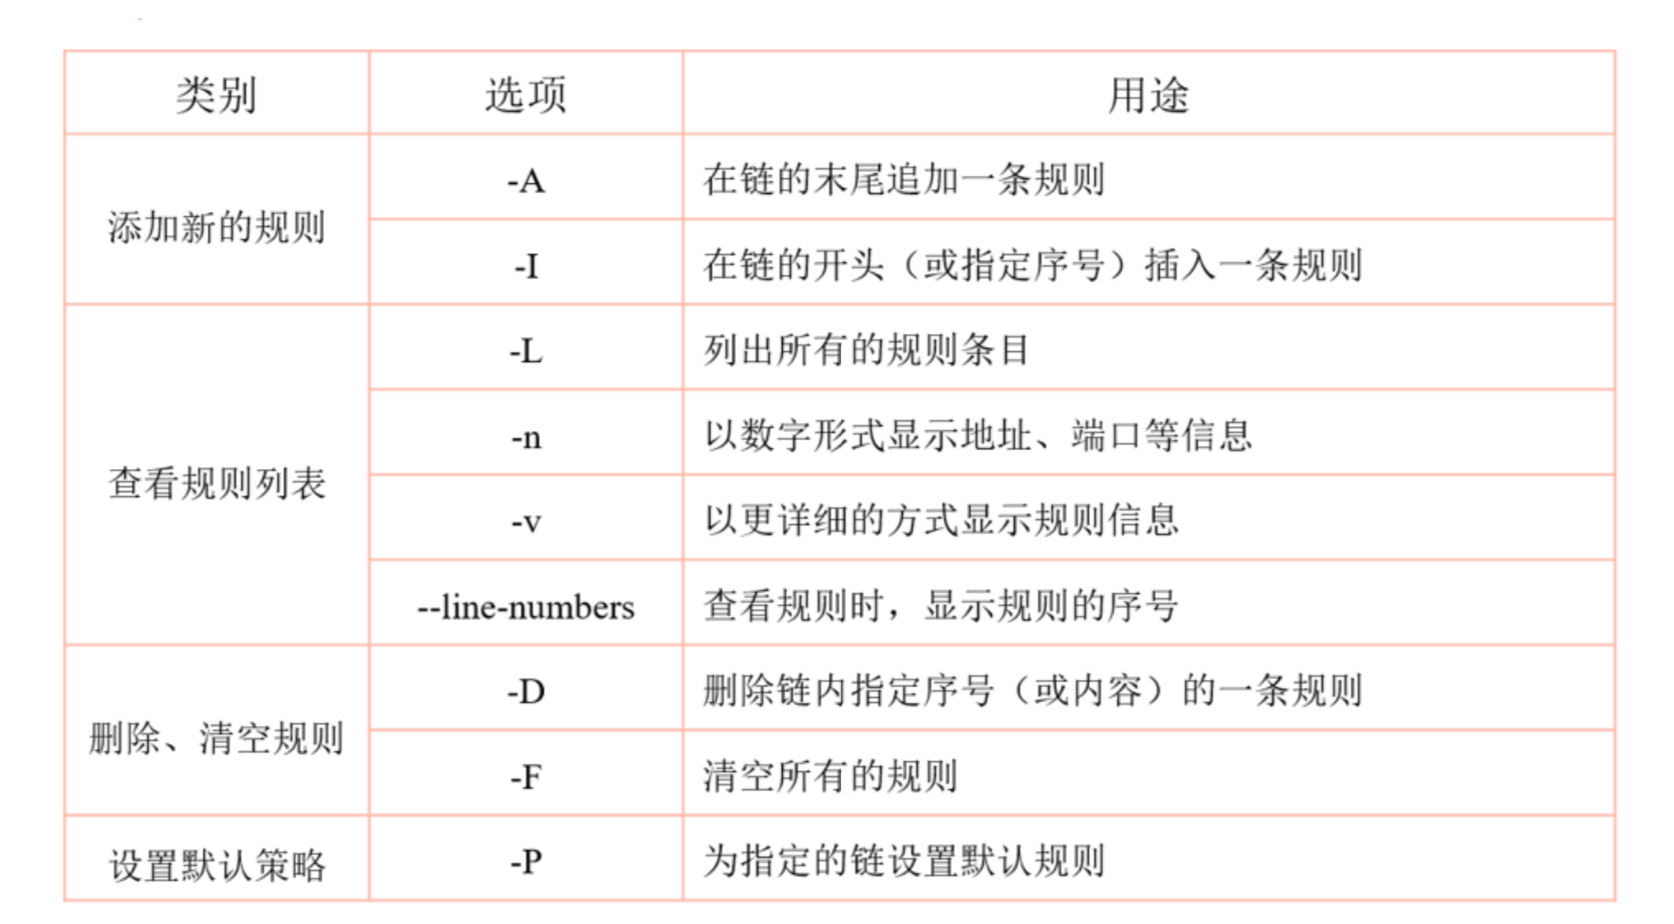 类别 选项 用途
添加新的规则
-A 在链的末尾追加一条规则
-I 在链的开头（或指定序号）插入一条规则
查看规则列表
-L 列出所有的规则条目
-n 以数字形式显示地址、端口等信息
-v 以更详细的方式显示规则信息
--line-numbers 查看规则时，显示规则的序号
删除、清空规则
-D 删除链内指定序号（或内容）的一条规则
-F 清空所有的规则
设置默认策略 -P 为指定的链设置默认规则